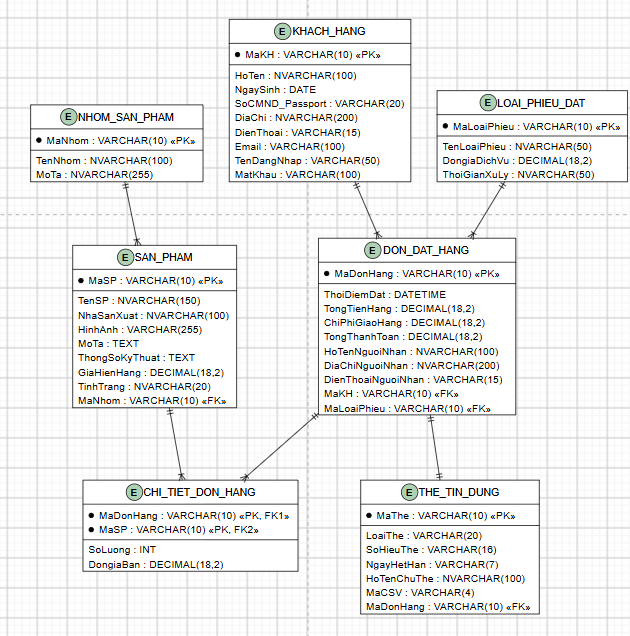 E KHACH_HANG
MaKH : VARCHAR(10) «PK»
HoTen : NVARCHAR(100)
NgaySinh : DATE
SoCMND_Passport : VARCHAR(20)
DiaChi : NVARCHAR(200)
DienThoai : VARCHAR(15)
Email : VARCHAR(100)
TenDangNhap : VARCHAR(50)
MatKhau : VARCHAR(100)
E LOAI_PHIEU_DAT
MaLoaiPhieu : VARCHAR(10) «PK»
TenLoaiPhieu : NVARCHAR(50)
DongiaDichVu : DECIMAL(18,2)
ThoiGianXuLy : NVARCHAR(50)
E NHOM_SAN_PHAM
MaNhom : VARCHAR(10) «PK»
TenNhom : NVARCHAR(100)
MoTa : NVARCHAR(255)
E SAN_PHAM
MaSP : VARCHAR(10) «PK»
TenSP : NVARCHAR(150)
NhaSanXuat : NVARCHAR(100)
HinhAnh : VARCHAR(255)
MoTa : TEXT
ThongSoKyThuat : TEXT
GiaHienHang : DECIMAL(18,2)
TinhTrang : NVARCHAR(20)
MaNhom : VARCHAR(10) «FK»
E DON_DAT_HANG
MaDonHang : VARCHAR(10) «PK»
ThoiDiemDat : DATETIME
TongTienHang : DECIMAL(18,2)
ChiPhiGiaoHang : DECIMAL(18,2)
TongThanhToan : DECIMAL(18,2)
HoTenNguoiNhan : NVARCHAR(100)
DiaChiNguoiNhan : NVARCHAR(200)
DienThoaiNguoiNhan : VARCHAR(15)
MaKH : VARCHAR(10) «FK»
MaLoaiPhieu : VARCHAR(10) «FK»
E CHI_TIET_DON_HANG
MaDonHang : VARCHAR(10) «PK, FK1»
MaSP : VARCHAR(10) «PK, FK2»
SoLuong : INT
DongiaBan : DECIMAL(18,2)
E THE_TIN_DUNG
MaThe : VARCHAR(10) «PK»
LoaiThe : VARCHAR(20)
SoHieuThe : VARCHAR(16)
NgayHetHan : VARCHAR(7)
HoTenChuThe : NVARCHAR(100)
MaCSV : VARCHAR(4)
MaDonHang : VARCHAR(10) «FK»